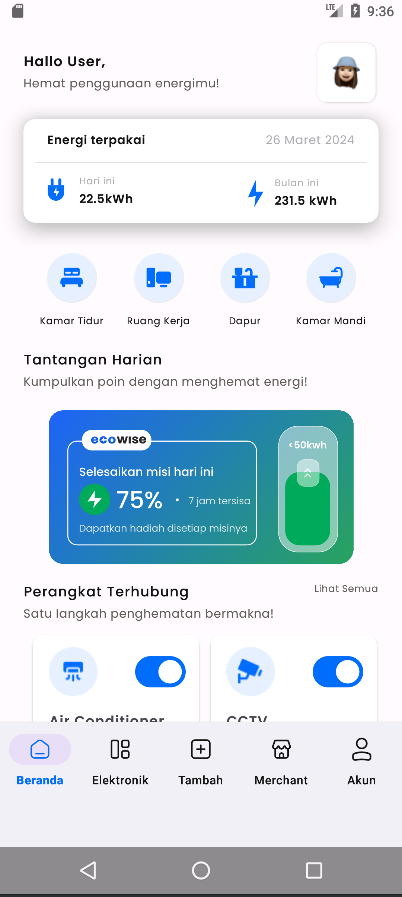 LTE 9:36
Hallo User,
Hemat penggunaan energimu!
Energi terpakai 26 Maret 2024
Hari ini Bulan ini
22.5kWh 231.5 kWh
Kamar Tidur Ruang Kerja Dapur Kamar Mandi
Tantangan Harian
Kumpulkan poin dengan menghemat energi!
ecowise
<50kwh
Selesaikan misi hari ini
75% • 7 jam tersisa
Dapatkan hadiah disetiap misinya
Perangkat Terhubung Lihat Semua
Satu langkah penghematan bermakna!
Air Conditioner CCTV
Beranda Elektronik Tambah Merchant Akun